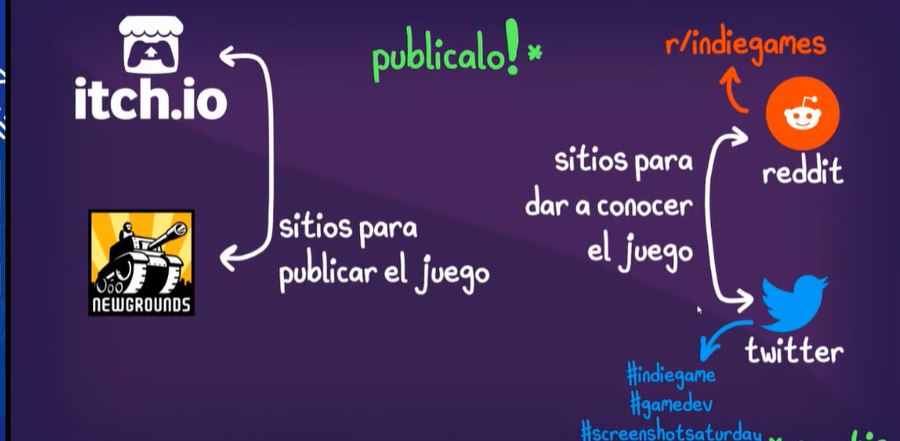 itch.io
publicalo!*
r/indiegames
reddit
sitios para
dar a conocer
el juego
sitios para
publicar el juego
NEWGROUNDS
twitter
#indiegame
#gamedev
#screenshotsaturday